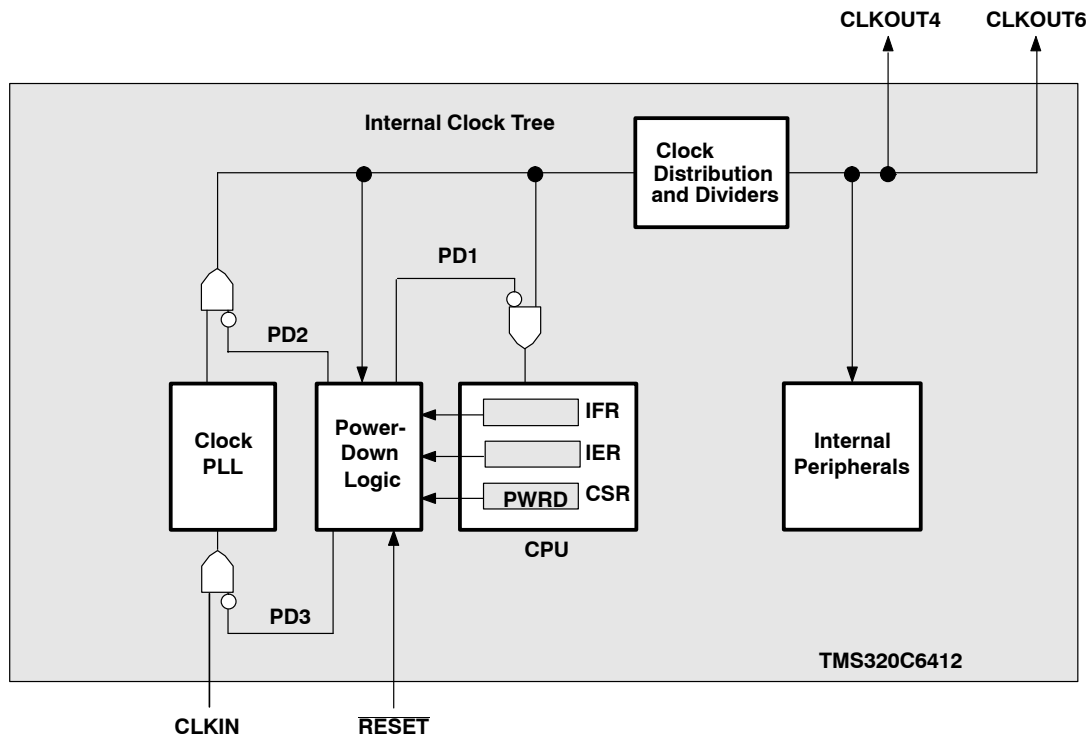 CLKOUT4 CLKOUT6
Internal Clock Tree
Clock
Distribution
and Dividers
PD1
PD2
Clock
PLL
Power-
Down
Logic
IFR
IER
PWRD CSR
CPU
Internal
Peripherals
PD3
TMS320C6412
CLKIN
RESET